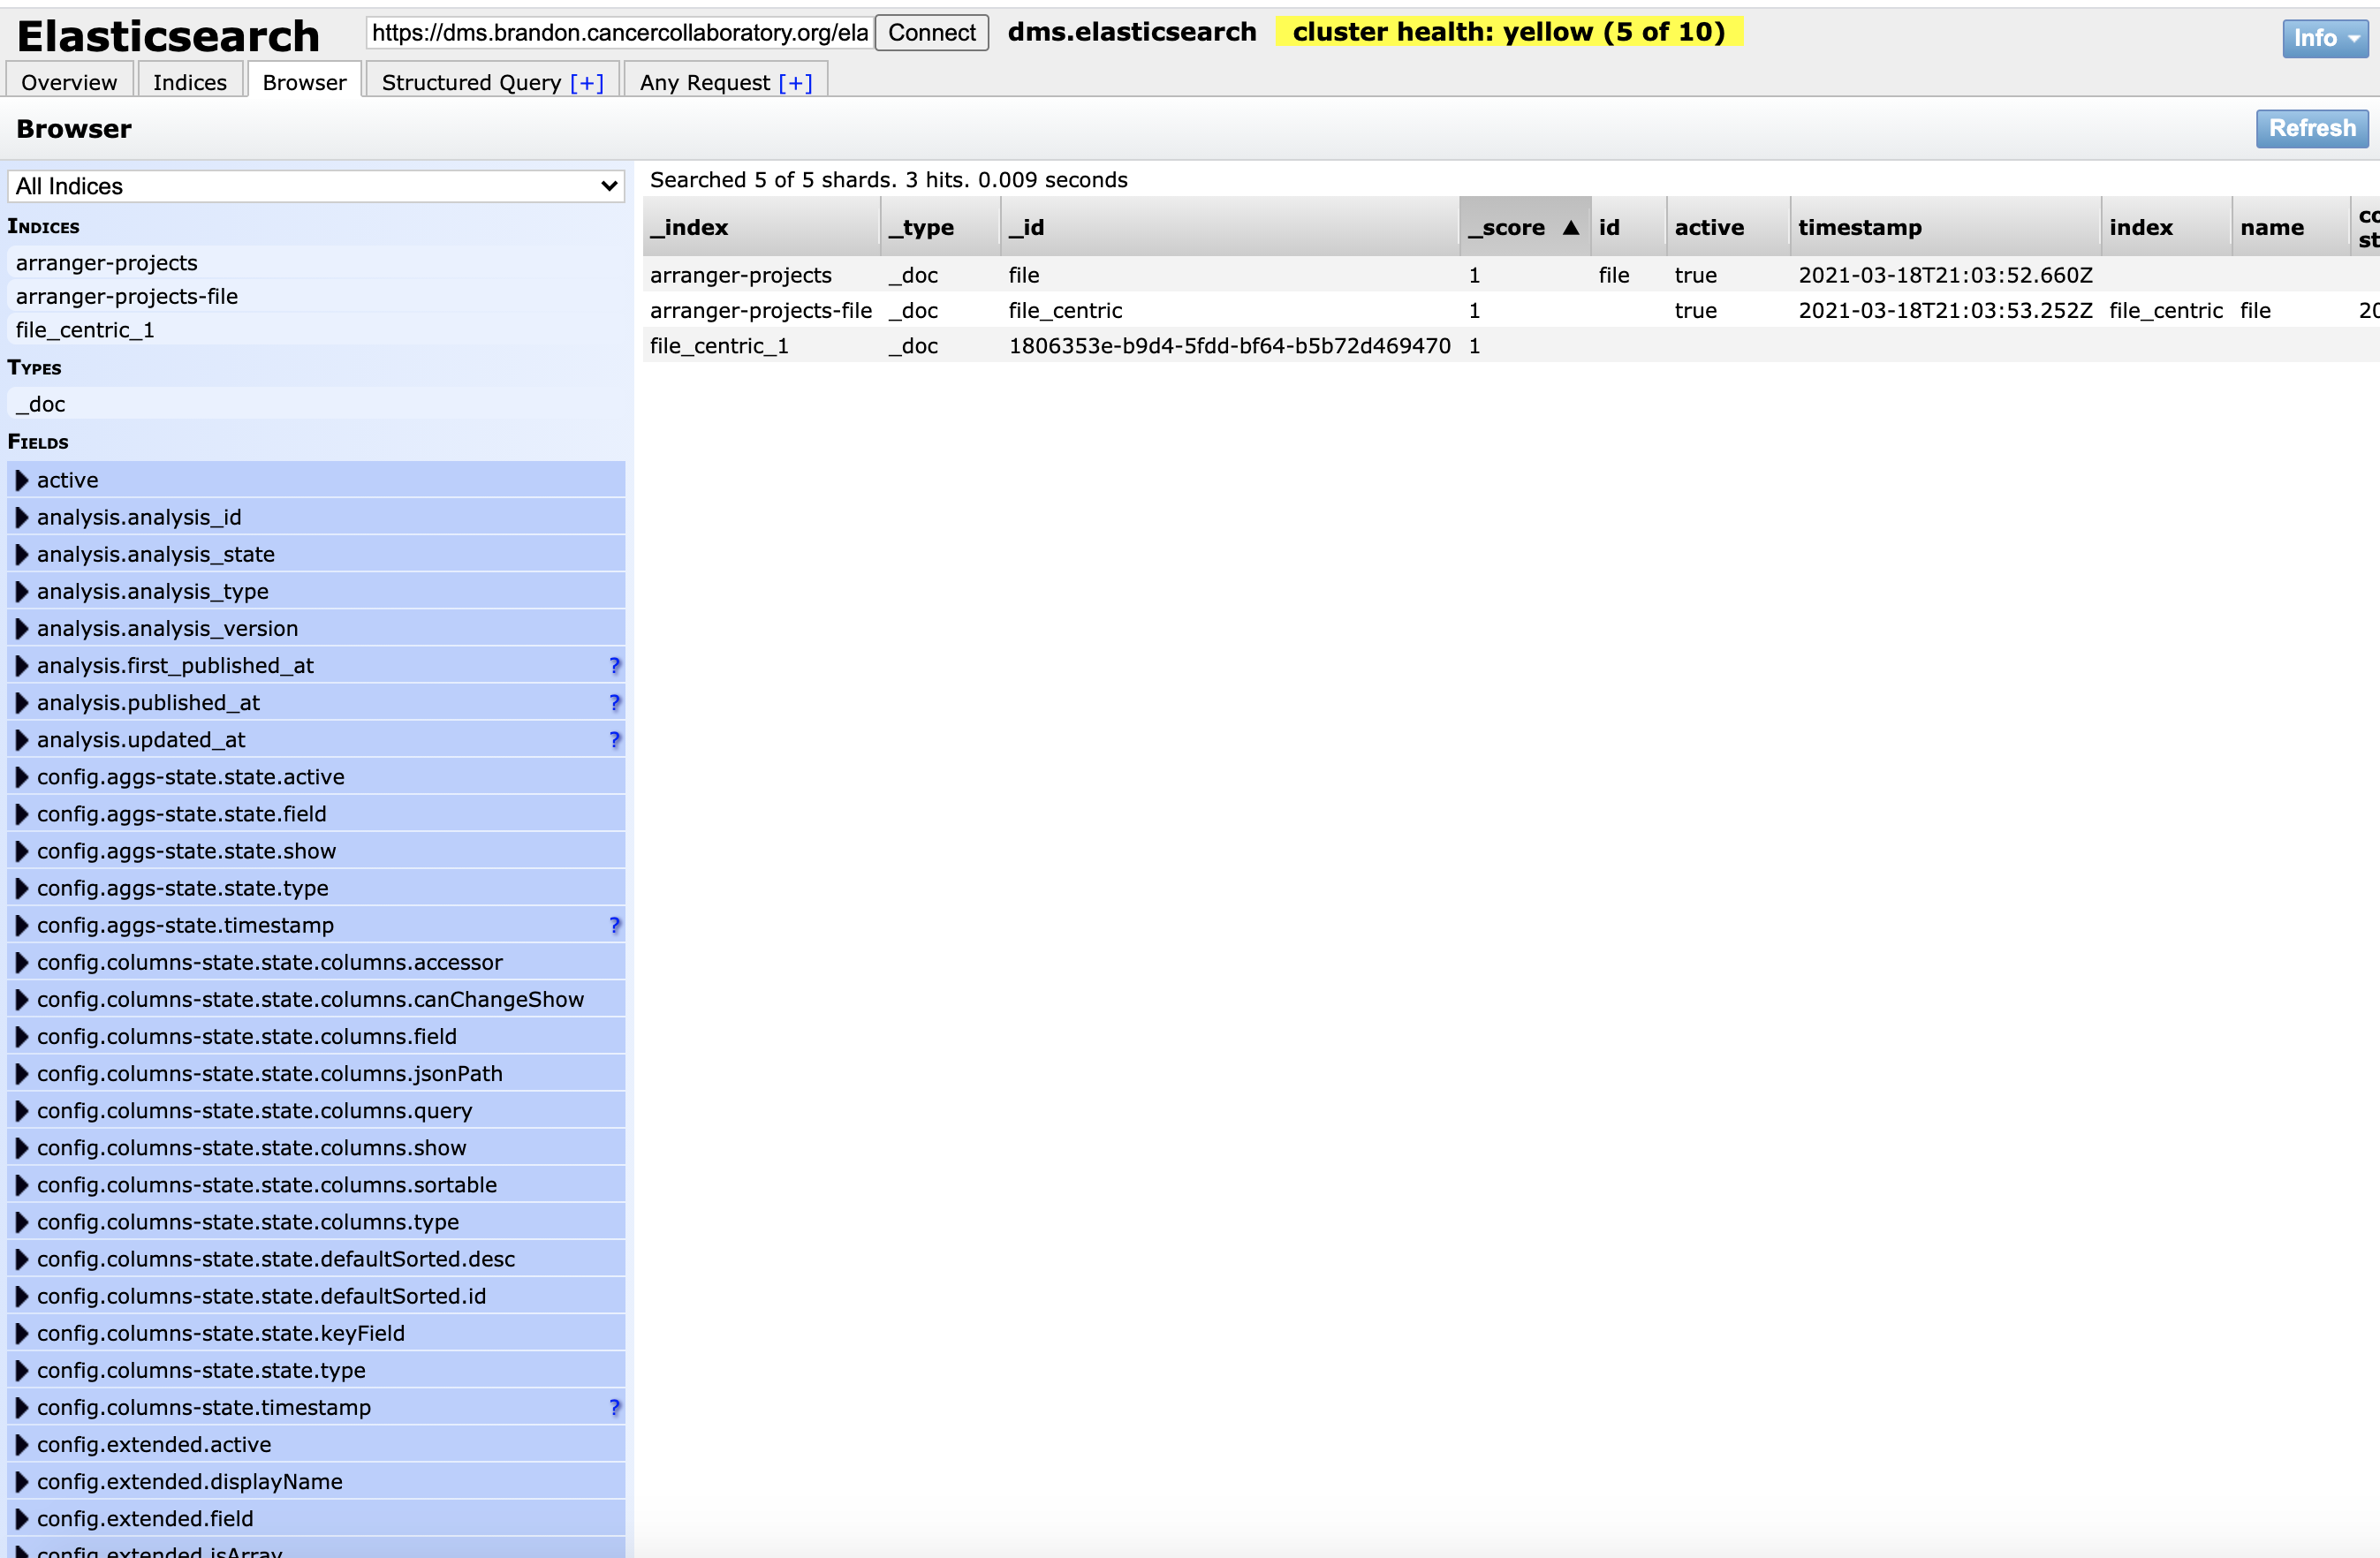 Elasticsearch https://dms.brandon.cancercollaboratory.org/ela Connect dms.elasticsearch cluster health: yellow (5 of 10) Info
Overview Indices Browser Structured Query [+] Any Request [+]
Browser Refresh
All Indices
Indices
arranger-projects
arranger-projects-file
file_centric_1
Types
_doc
Fields
active
analysis.analysis_id
analysis.analysis_state
analysis.analysis_type
analysis.analysis_version
analysis.first_published_at ?
analysis.published_at ?
analysis.updated_at ?
config.aggs-state.state.active
config.aggs-state.state.field
config.aggs-state.state.show
config.aggs-state.state.type
config.aggs-state.timestamp ?
config.columns-state.state.columns.accessor
config.columns-state.state.columns.canChangeShow
config.columns-state.state.columns.field
config.columns-state.state.columns.jsonPath
config.columns-state.state.columns.query
config.columns-state.state.columns.show
config.columns-state.state.columns.sortable
config.columns-state.state.columns.type
config.columns-state.state.defaultSorted.desc
config.columns-state.state.defaultSorted.id
config.columns-state.state.keyField
config.columns-state.state.type
config.columns-state.timestamp ?
config.extended.active
config.extended.displayName
config.extended.field
config.extended.isArray
Searched 5 of 5 shards. 3 hits. 0.009 seconds
_index _type _id _score ▲ id active timestamp index name co st
arranger-projects _doc file 1 file true 2021-03-18T21:03:52.660Z
arranger-projects-file _doc file_centric 1 true 2021-03-18T21:03:53.252Z file_centric file 20
file_centric_1 _doc 1806353e-b9d4-5fdd-bf64-b5b72d469470 1